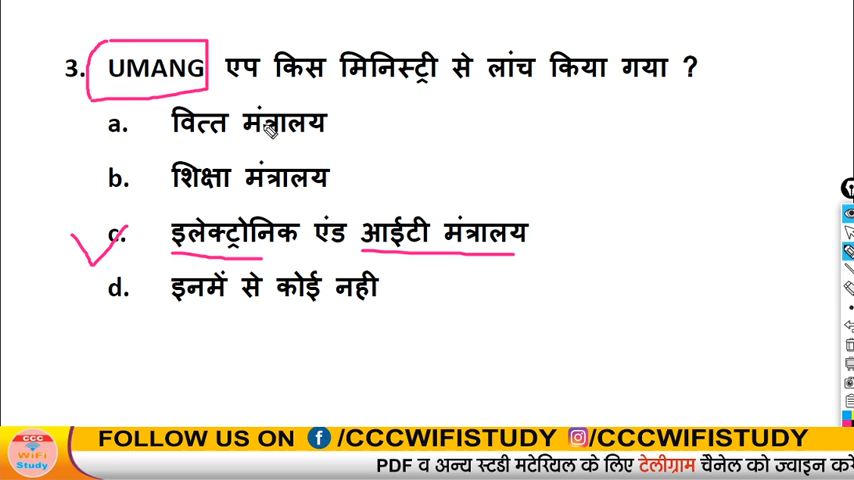 3. UMANG एप किस मिनिस्ट्री से लांच किया गया ?
a. वित्त मंत्रालय
b. शिक्षा मंत्रालय
c. इलेक्ट्रोनिक एंड आईटी मंत्रालय
d. इनमें से कोई नही
CCC
WiFi
Study
FOLLOW US ON /CCCWIFISTUDY /CCCWIFISTUDY
PDF व अन्य स्टडी मटेरियल के लिए टेलीग्राम चैनेल को ज्वाइन करे